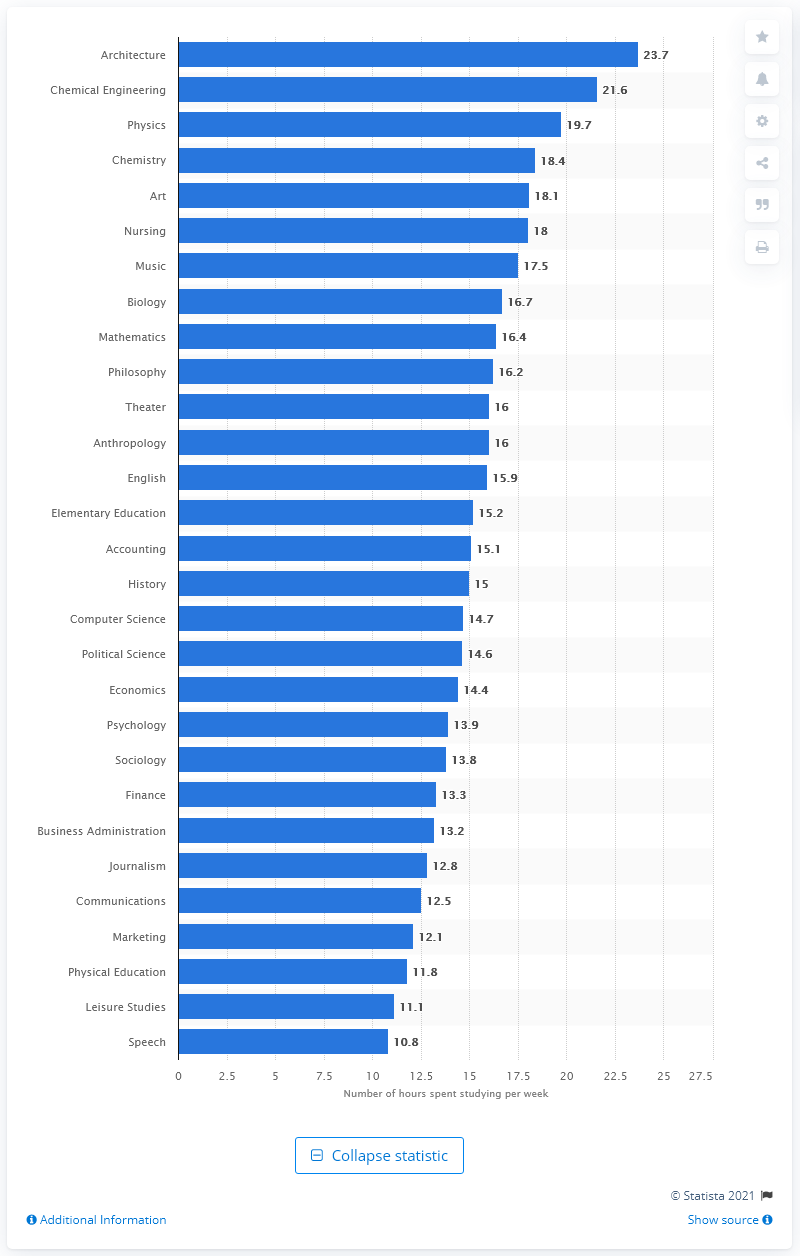 Architecture 23.7
Chemical Engineering 21.6
Physics 19.7
Chemistry 18.4
Art 18.1
Nursing 18
Music 17.5
Biology 16.7
Mathematics 16.4
Philosophy 16.2
Theater 16
Anthropology 16
English 15.9
Elementary Education 15.2
Accounting 15.1
History 15
Computer Science 14.7
Political Science 14.6
Economics 14.4
Psychology 13.9
Sociology 13.8
Finance 13.3
Business Administration 13.2
Journalism 12.8
Communications 12.5
Marketing 12.1
Physical Education 11.8
Leisure Studies 11.1
Speech 10.8
0 2.5 5 7.5 10 12.5 15 17.5 20 22.5 25 27.5
Number of hours spent studying per week
Collapse statistic
© Statista 2021
Additional Information Show source